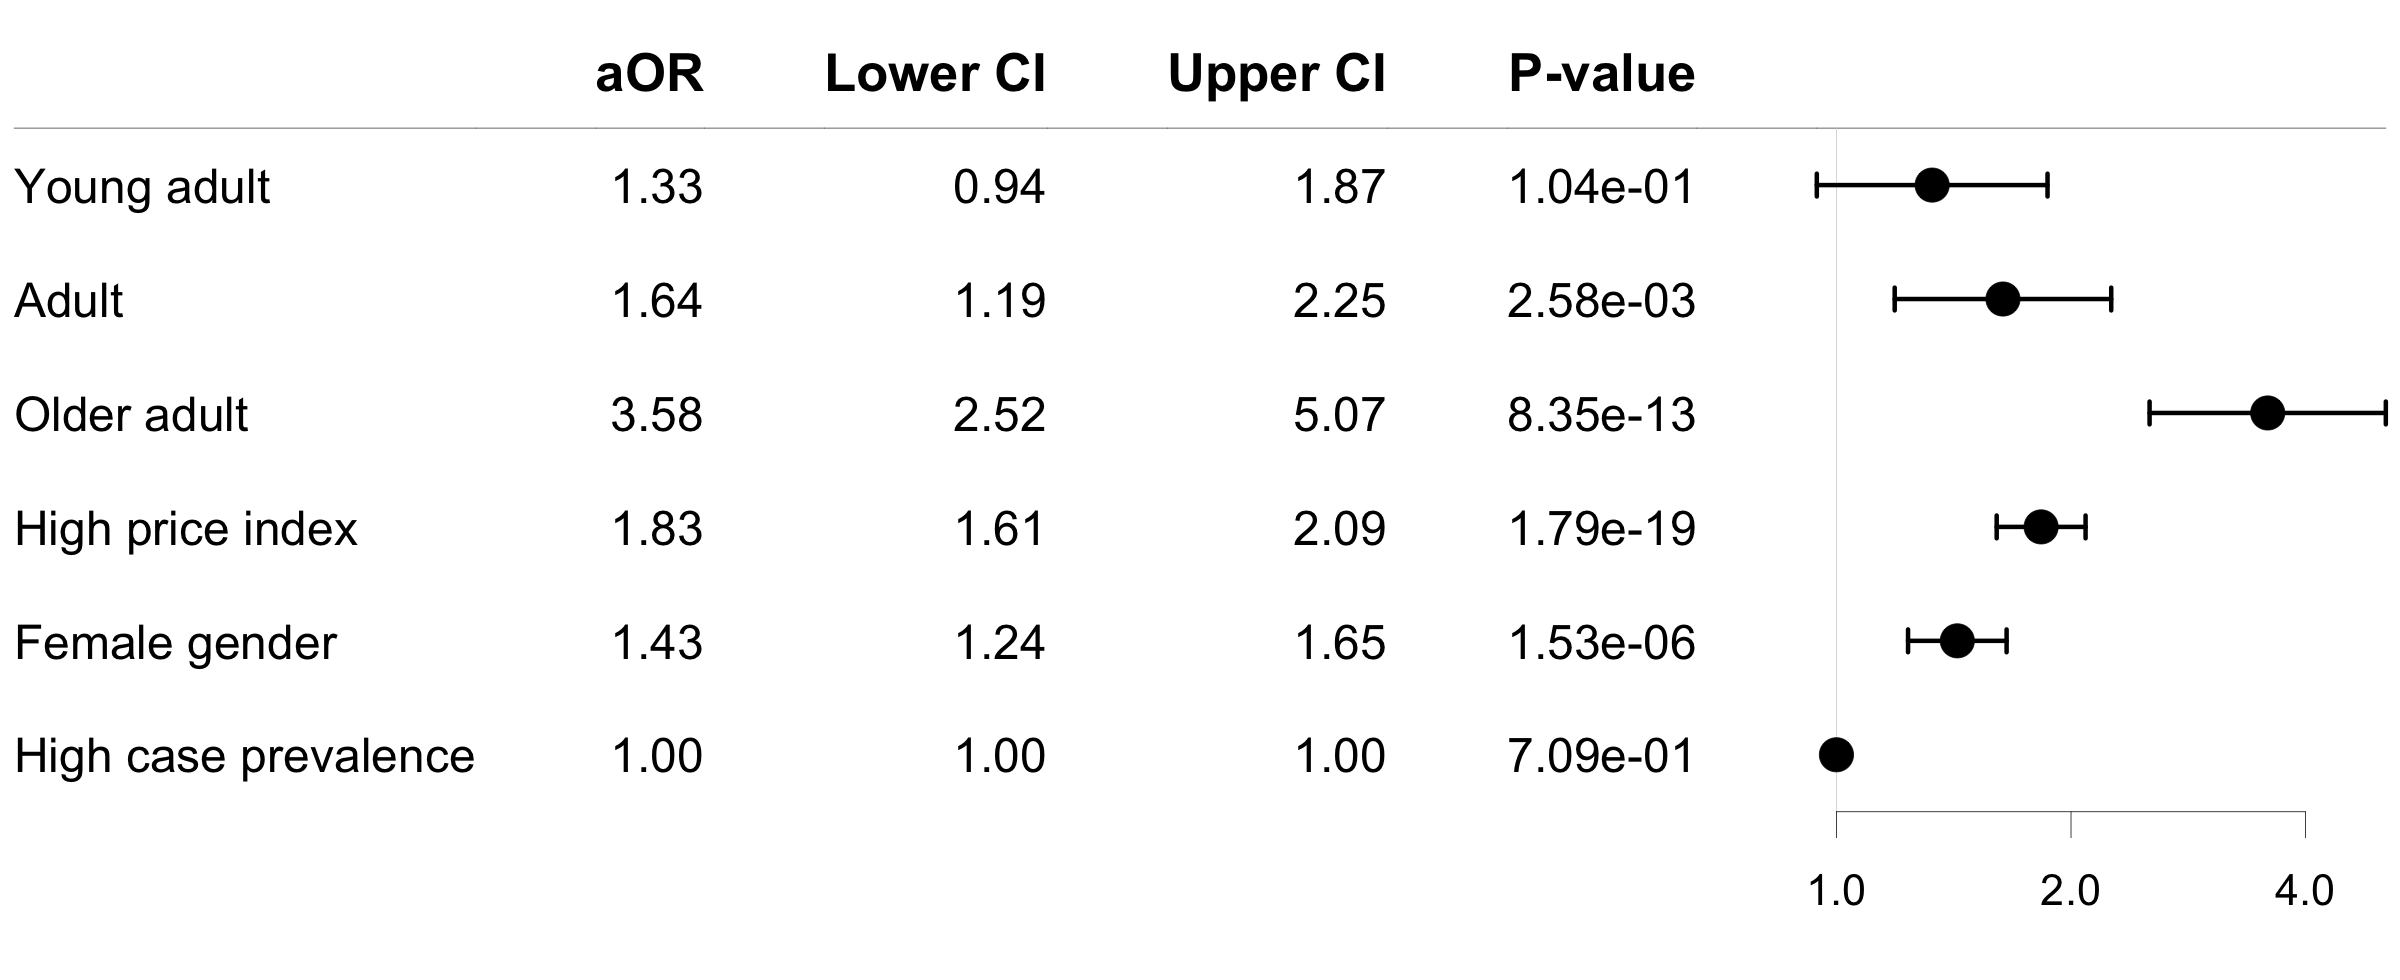 aOR Lower CI Upper CI P-value
Young adult 1.33 0.94 1.87 1.04e-01
Adult 1.64 1.19 2.25 2.58e-03
Older adult 3.58 2.52 5.07 8.35e-13
High price index 1.83 1.61 2.09 1.79e-19
Female gender 1.43 1.24 1.65 1.53e-06
High case prevalence 1.00 1.00 1.00 7.09e-01
1.0 2.0 4.0